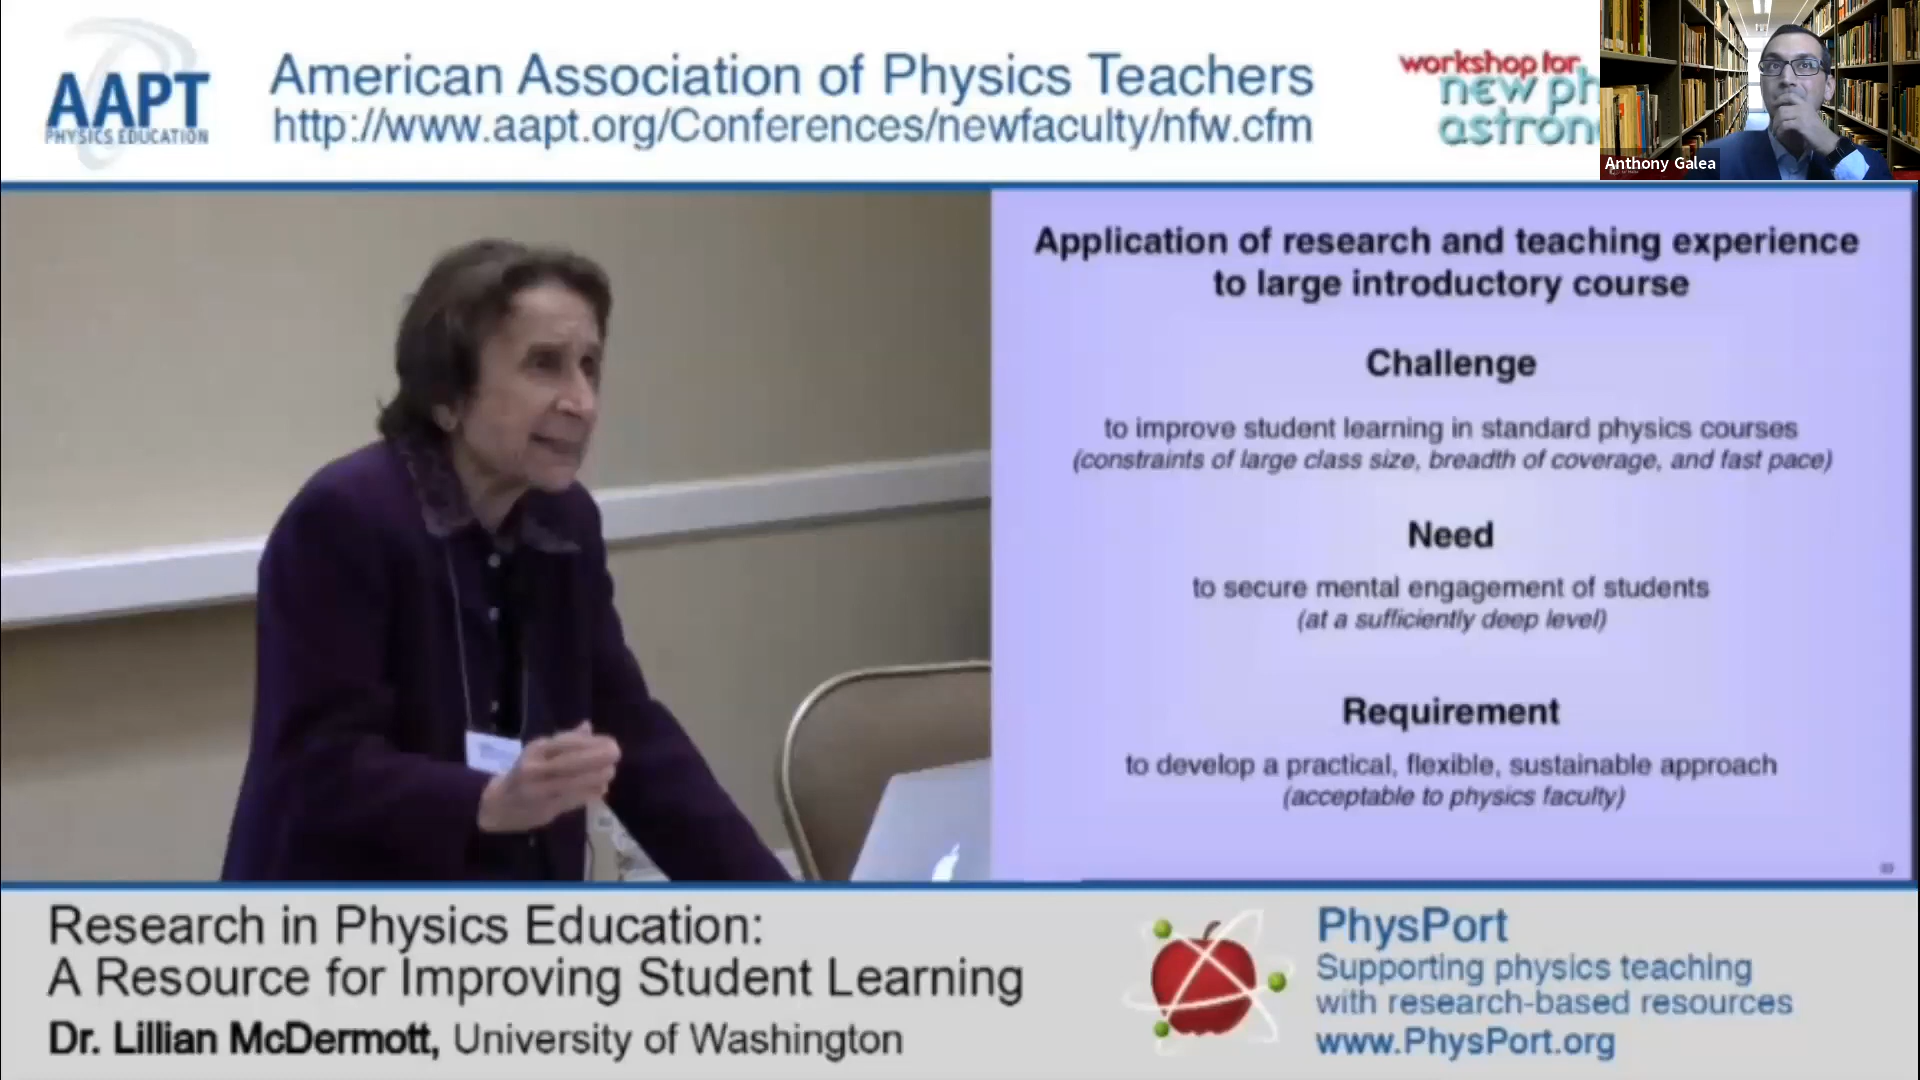 AAPT
PHYSICS EDUCATION
American Association of Physics Teachers
http://www.aapt.org/Conferences/newfaculty/nfw.cfm
workshop for
new ph
astron
Anthony Galea
Application of research and teaching experience
to large introductory course
Challenge
to improve student learning in standard physics courses
(constraints of large class size, breadth of coverage, and fast pace)
Need
to secure mental engagement of students
(at a sufficiently deep level)
Requirement
to develop a practical, flexible, sustainable approach
(acceptable to physics faculty)
Research in Physics Education:
A Resource for Improving Student Learning
Dr. Lillian McDermott, University of Washington
PhysPort
Supporting physics teaching
with research-based resources
www.PhysPort.org